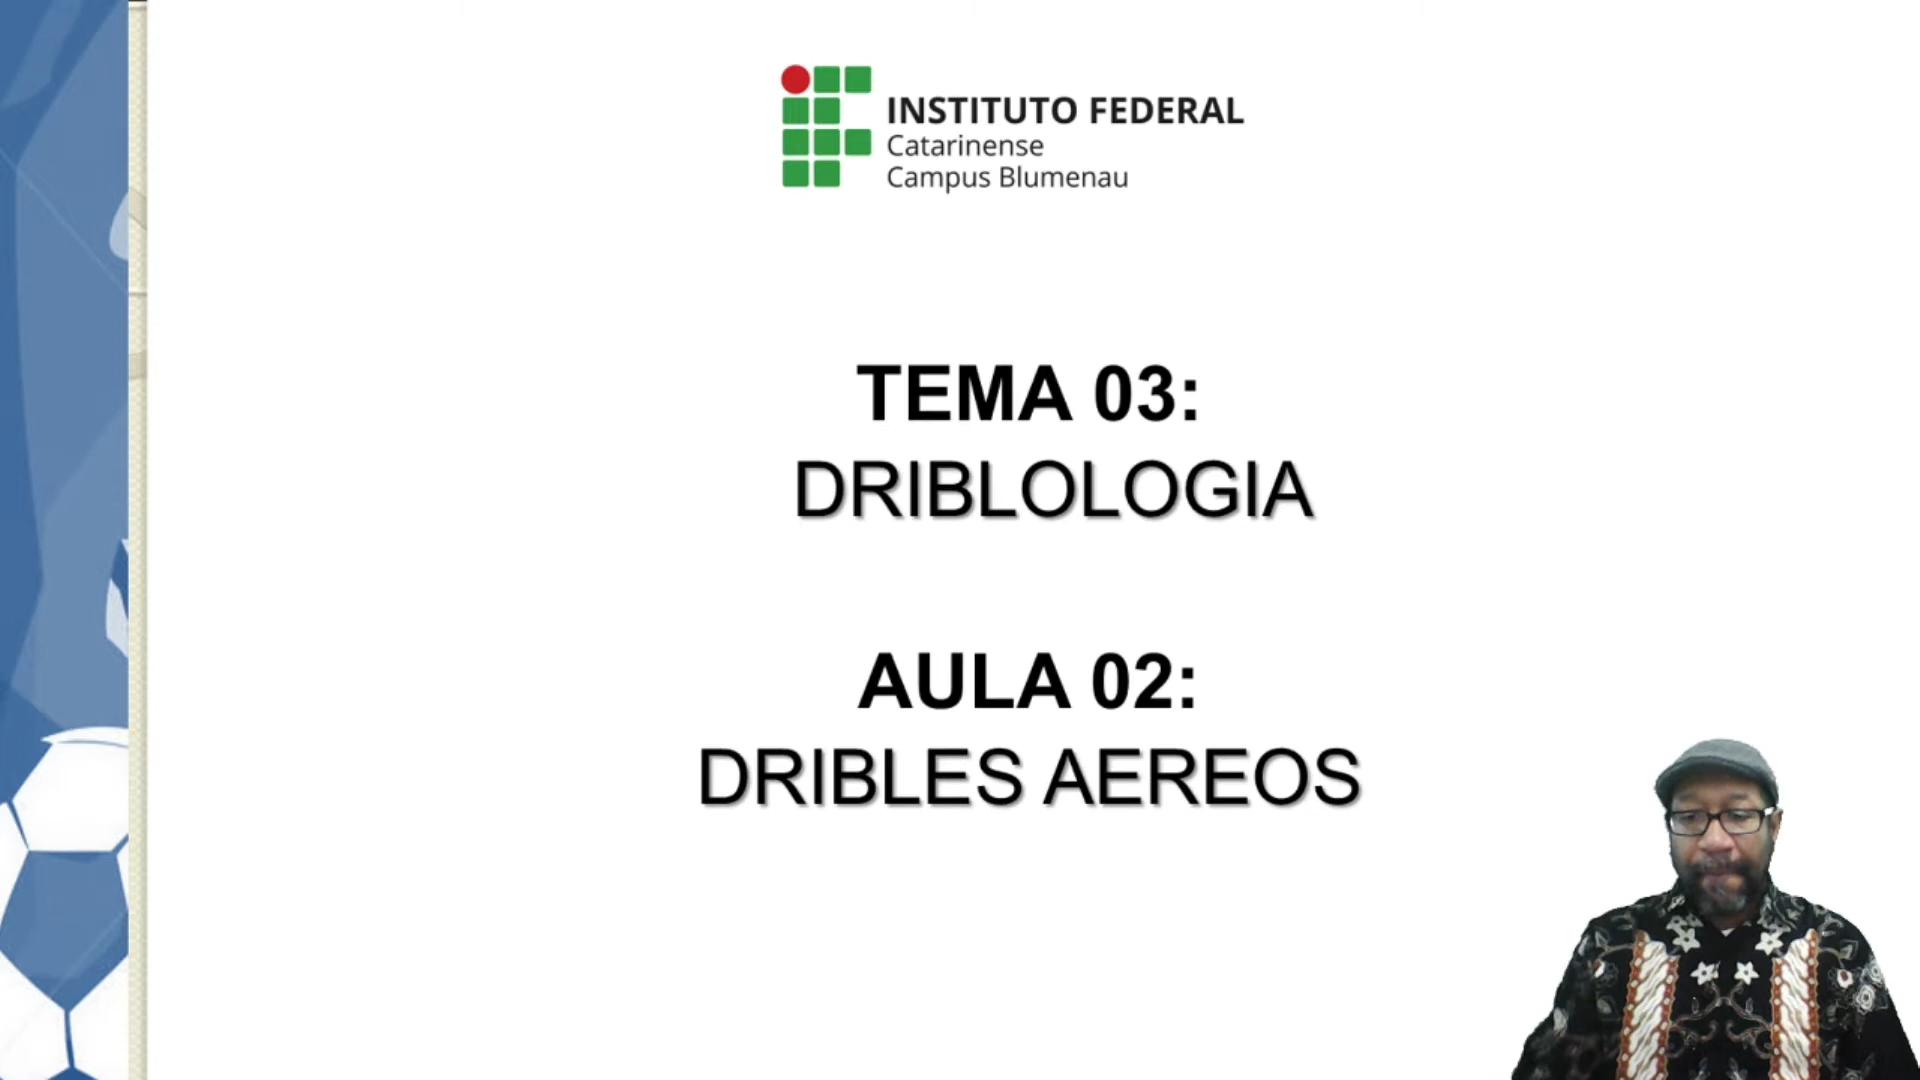 INSTITUTO FEDERAL
Catarinense
Campus Blumenau
TEMA 03:
DRIBLOLOGIA
AULA 02:
DRIBLES AEREOS